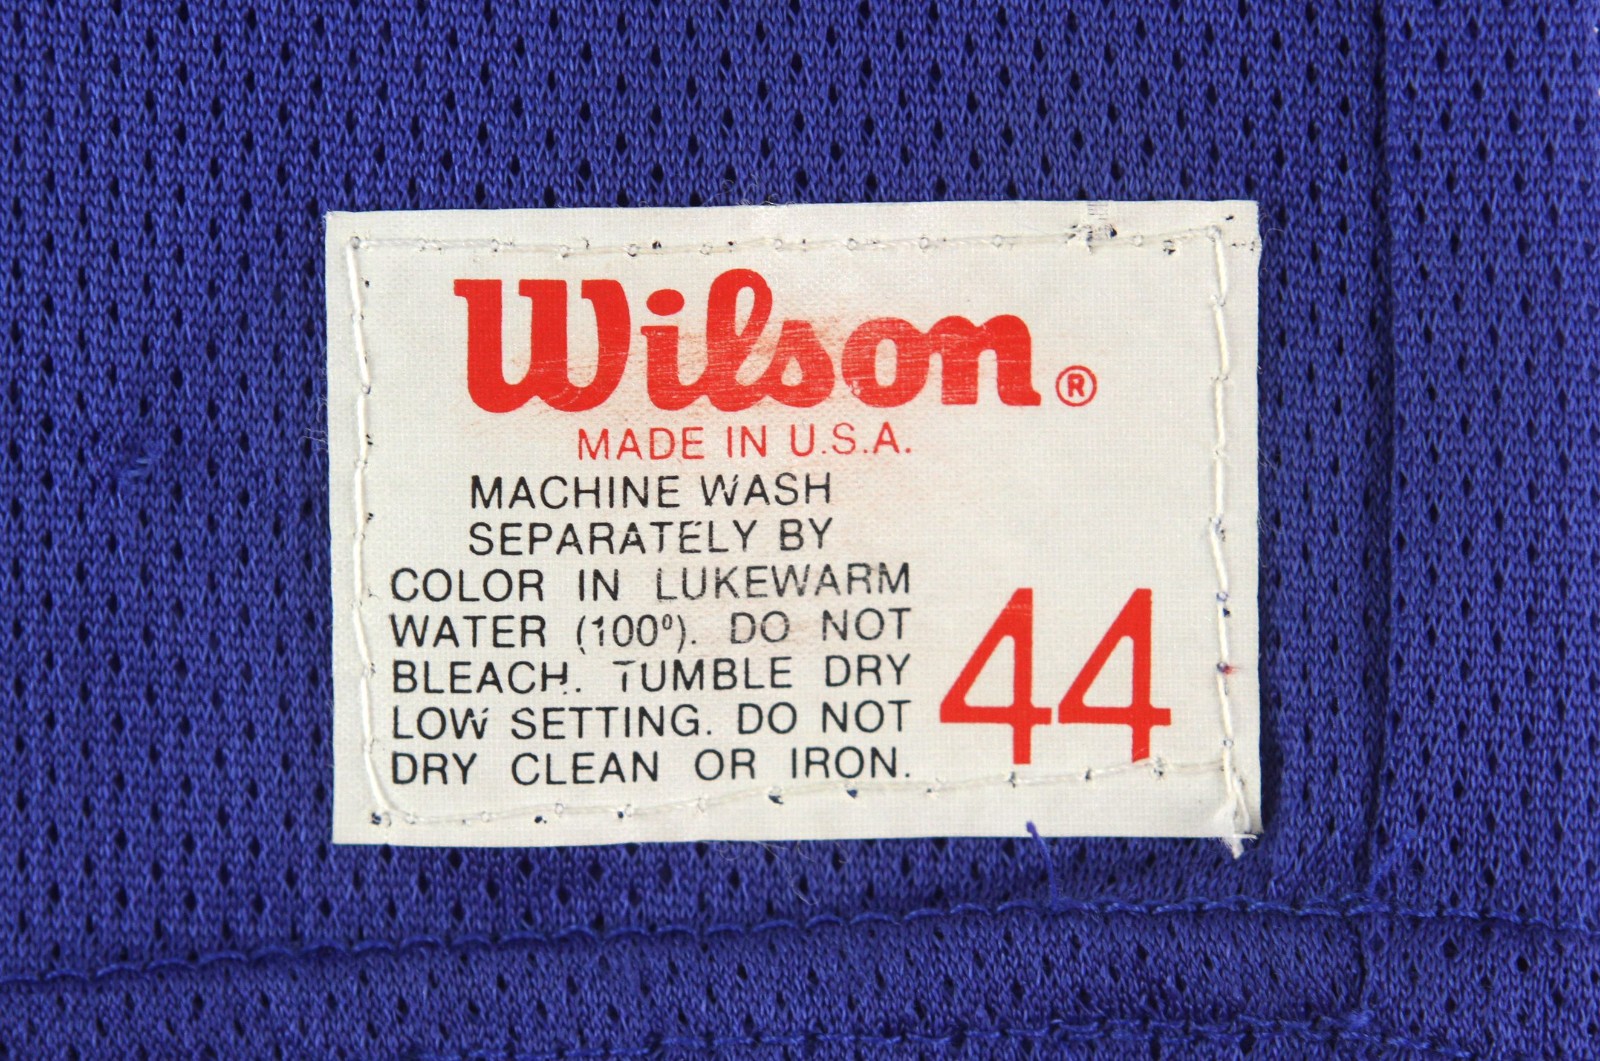 Wilson®
MADE IN U.S.A.
MACHINE WASH
SEPARATELY BY
COLOR IN LUKEWARM
WATER (100º). DO NOT
BLEACH. TUMBLE DRY
LOW SETTING. DO NOT
DRY CLEAN OR IRON.
44